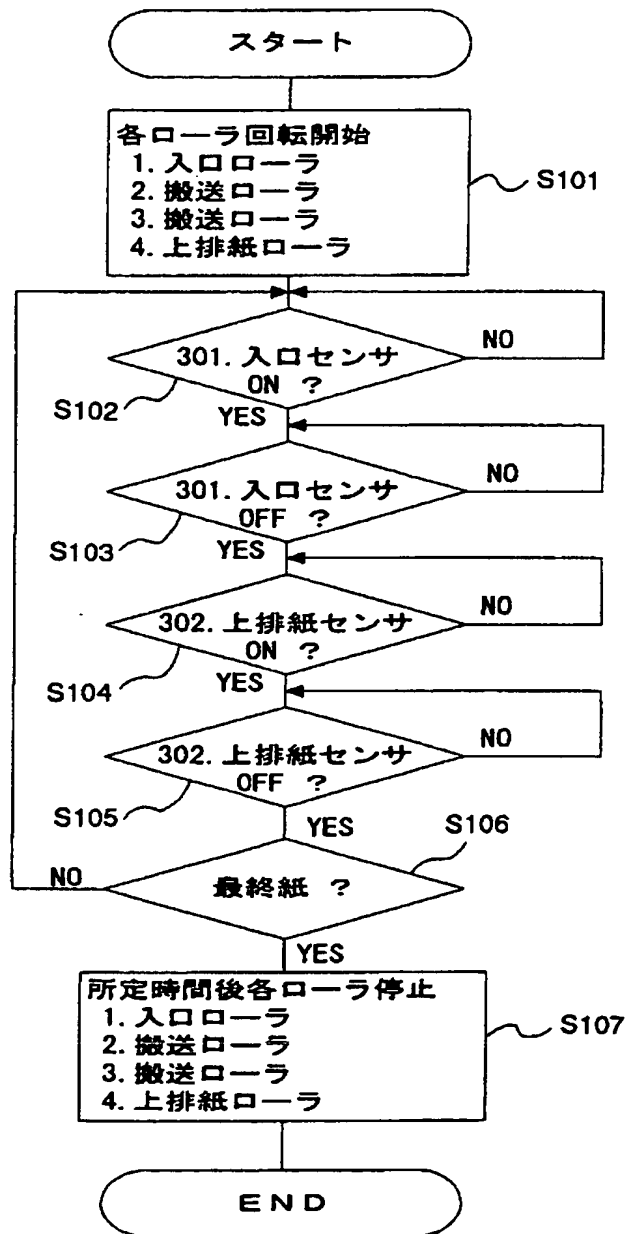 スタート
各ローラ回転開始
1. 入口ローラ
2. 搬送ローラ
3. 搬送ローラ
4. 上排紙ローラ
S101
301. 入口センサ
ON ?
NO
S102
YES
301. 入口センサ
OFF ?
NO
S103
YES
302. 上排紙センサ
ON ?
NO
S104
YES
302. 上排紙センサ
OFF ?
NO
S105
YES
S106
最終紙 ?
NO
YES
所定時間後各ローラ停止
1. 入口ローラ
2. 搬送ローラ
3. 搬送ローラ
4. 上排紙ローラ
S107
END